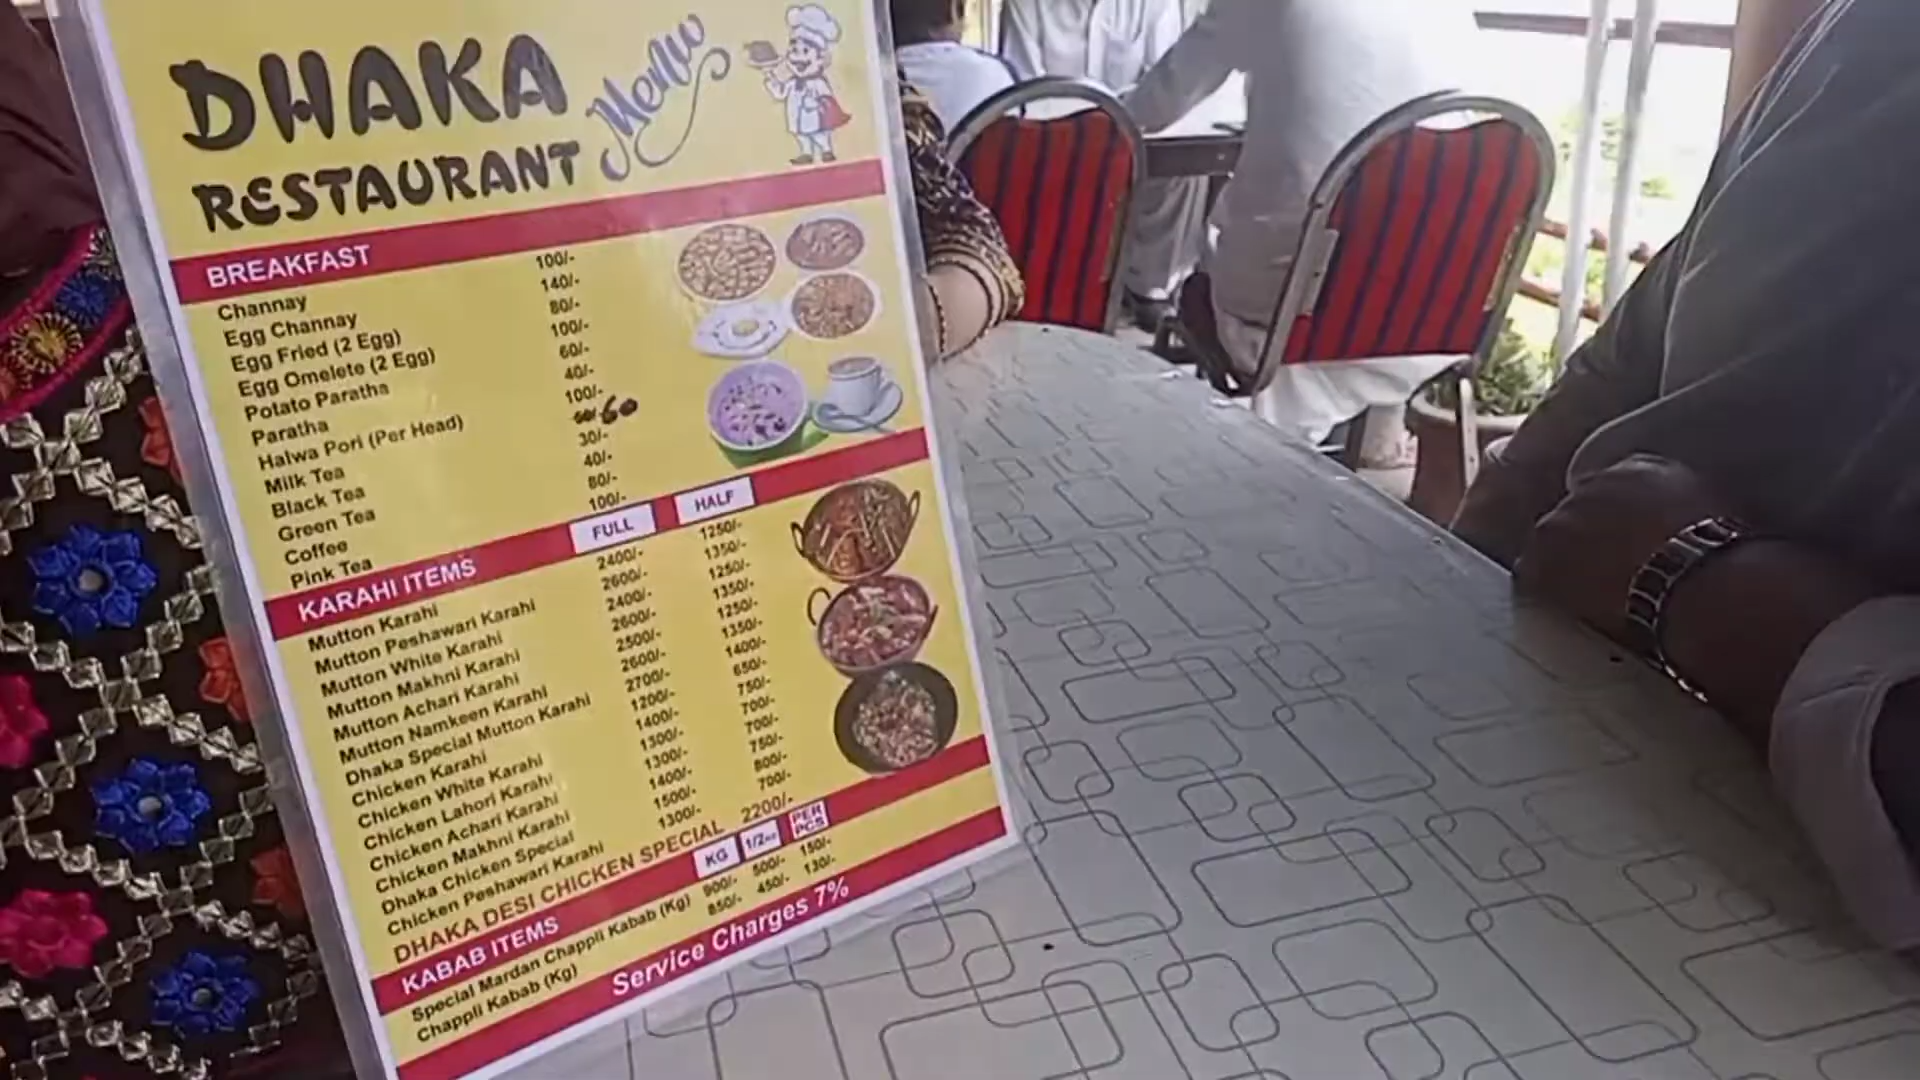 DHAKA
RESTAURANT Menu
BREAKFAST
Channay 100/-
Egg Channay 140/-
Egg Fried (2 Egg) 80/-
Egg Omelete (2 Egg) 100/-
Potato Paratha 60/-
Paratha 40/-
Halwa Pori (Per Head) 100/-
Milk Tea 60
Black Tea 30/-
Green Tea 40/-
Coffee 80/-
Pink Tea 100/-
KARAHI ITEMS FULL HALF
Mutton Karahi 2400/- 1250/-
Mutton Peshawari Karahi 2600/- 1350/-
Mutton White Karahi 2400/- 1250/-
Mutton Makhni Karahi 2600/- 1350/-
Mutton Achari Karahi 2500/- 1250/-
Mutton Namkeen Karahi 2600/- 1350/-
Dhaka Special Mutton Karahi 2700/- 1400/-
Chicken Karahi 1200/- 650/-
Chicken White Karahi 1400/- 750/-
Chicken Lahori Karahi 1300/- 700/-
Chicken Achari Karahi 1300/- 700/-
Chicken Makhni Karahi 1400/- 750/-
Dhaka Chicken Special 1500/- 800/-
Chicken Peshawari Karahi 1300/- 700/-
DHAKA DESI CHICKEN SPECIAL 2200/-
KABAB ITEMS KG 1/2KG PER PCS
Special Mardan Chappli Kabab (Kg) 900/- 500/- 150/-
Chappli Kabab (Kg) 850/- 450/- 130/-
Service Charges 7%